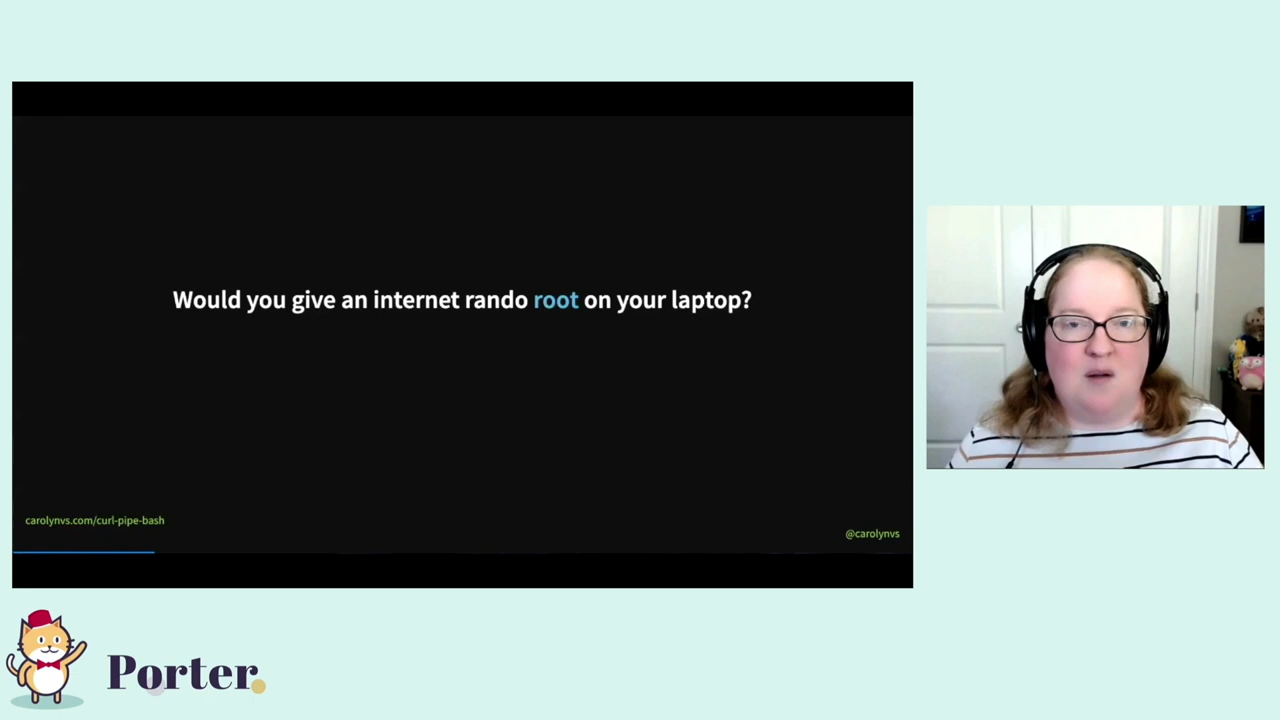 Would you give an internet rando root on your laptop?
carolynvs.com/curl-pipe-bash
@carolynvs
Porter.